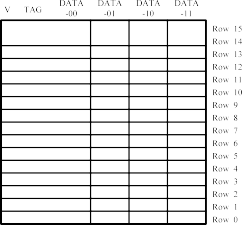 V TAG DATA -00 DATA -01 DATA -10 DATA -11
Row 15
Row 14
Row 13
Row 12
Row 11
Row 10
Row 9
Row 8
Row 7
Row 6
Row 5
Row 4
Row 3
Row 2
Row 1
Row 0